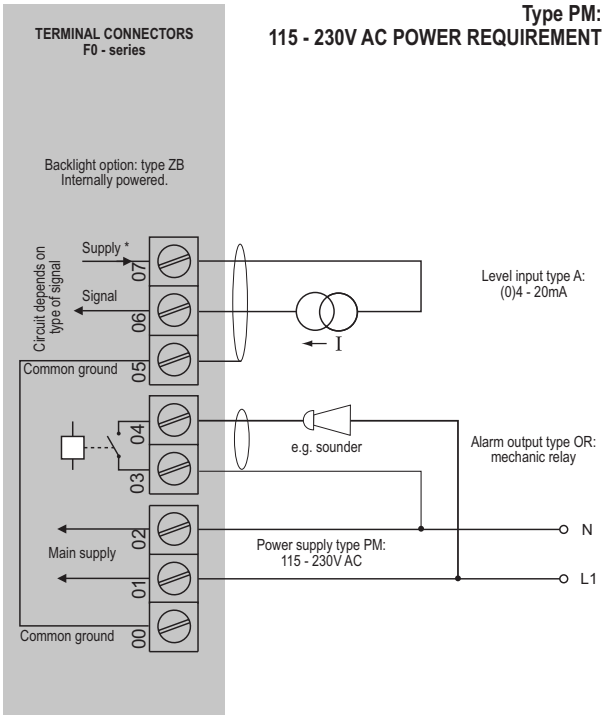 Type PM:
115 - 230V AC POWER REQUIREMENT
TERMINAL CONNECTORS
F0 - series
Backlight option: type ZB
Internally powered.
Circuit depends on
type of signal
Supply *
07
Signal
06
Common ground
05
I
Level input type A:
(0)4 - 20mA
04
03
e.g. sounder
Alarm output type OR:
mechanic relay
02
Main supply
01
Power supply type PM:
115 - 230V AC
N
L1
Common ground
00